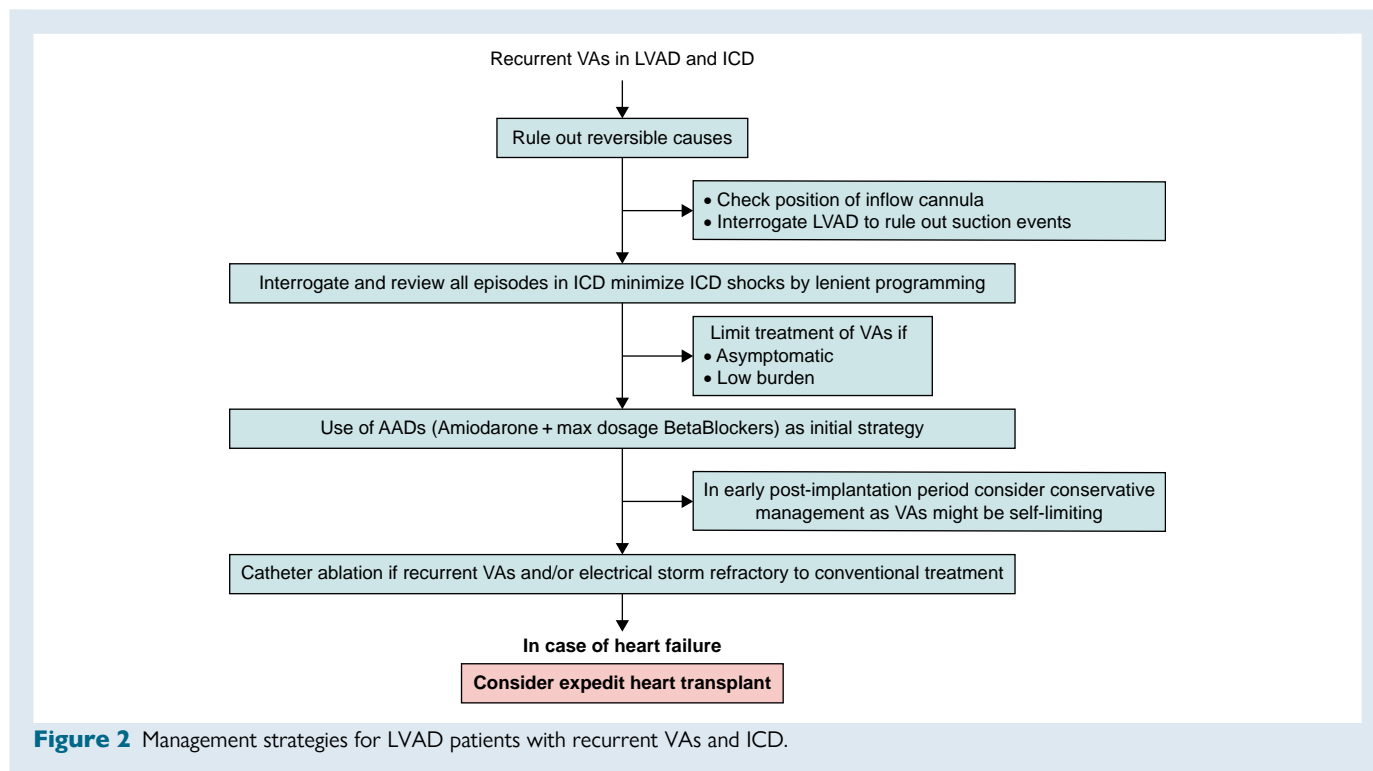 Recurrent VAs in LVAD and ICD
Rule out reversible causes
• Check position of inflow cannula
• Interrogate LVAD to rule out suction events
Interrogate and review all episodes in ICD minimize ICD shocks by lenient programming
Limit treatment of VAs if
• Asymptomatic
• Low burden
Use of AADs (Amiodarone + max dosage BetaBlockers) as initial strategy
In early post-implantation period consider conservative
management as VAs might be self-limiting
Catheter ablation if recurrent VAs and/or electrical storm refractory to conventional treatment
In case of heart failure
Consider expedit heart transplant
Figure 2 Management strategies for LVAD patients with recurrent VAs and ICD.